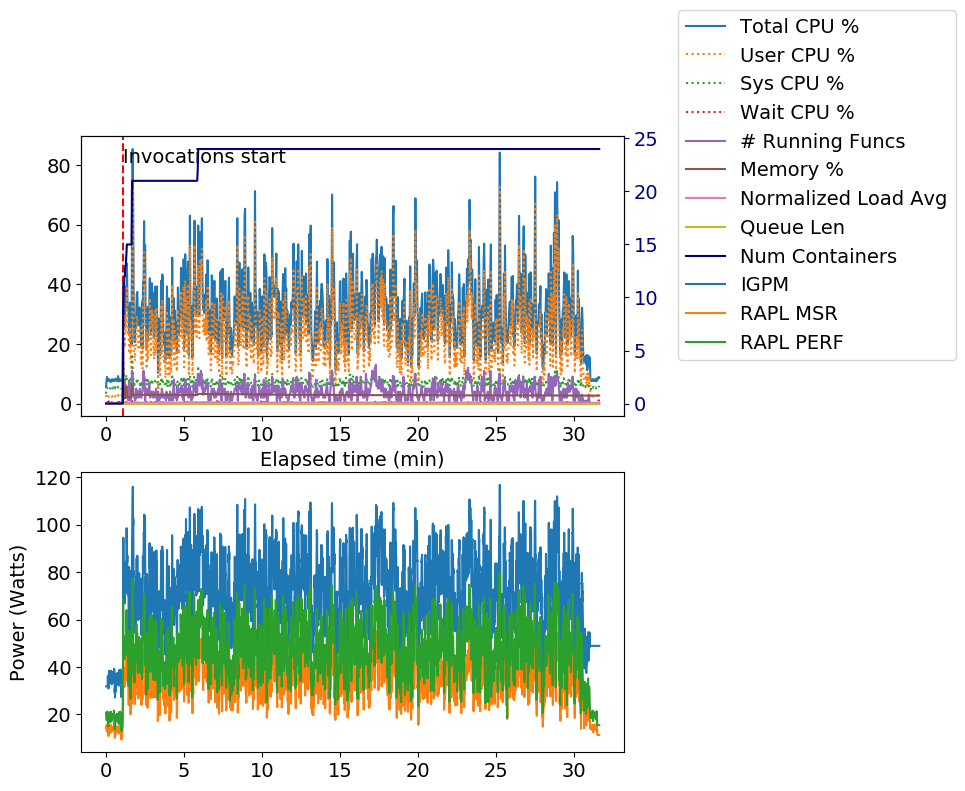 Total CPU %
User CPU %
Sys CPU %
Wait CPU %
# Running Funcs
Memory %
Normalized Load Avg
Queue Len
Num Containers
IGPM
RAPL MSR
RAPL PERF
Invocations start
80
60
40
20
0
25
20
15
10
5
0
0 5 10 15 20 25 30
Elapsed time (min)
Power (Watts)
120
100
80
60
40
20
0 5 10 15 20 25 30